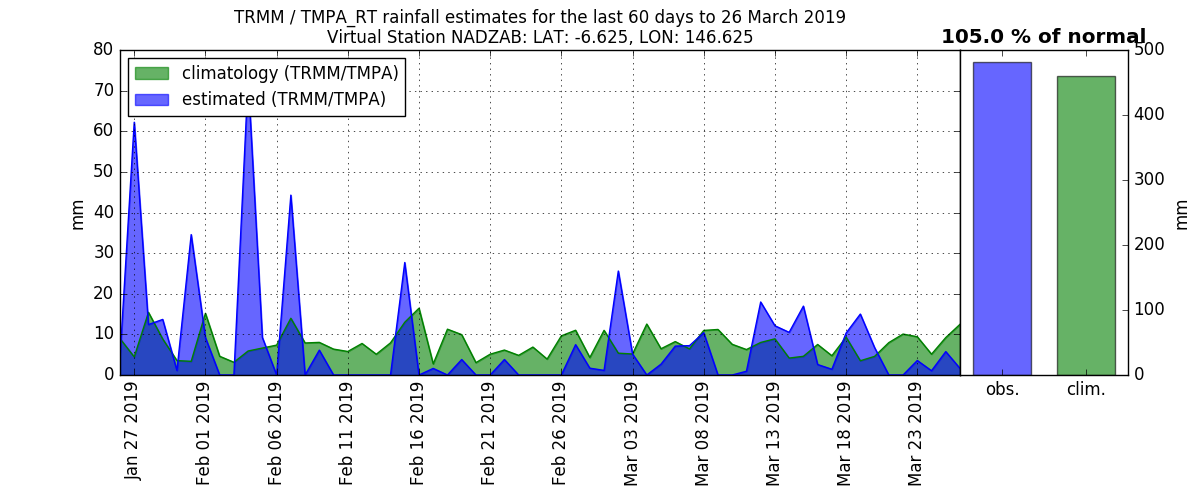 TRMM / TMPA_RT rainfall estimates for the last 60 days to 26 March 2019
Virtual Station NADZAB: LAT: -6.625, LON: 146.625
105.0 % of normal
climatology (TRMM/TMPA)
estimated (TRMM/TMPA)
mm
80
70
60
50
40
30
20
10
0
Jan 27 2019
Feb 01 2019
Feb 06 2019
Feb 11 2019
Feb 16 2019
Feb 21 2019
Feb 26 2019
Mar 03 2019
Mar 08 2019
Mar 13 2019
Mar 18 2019
Mar 23 2019
obs.
clim.
500
400
300
200
100
0
mm